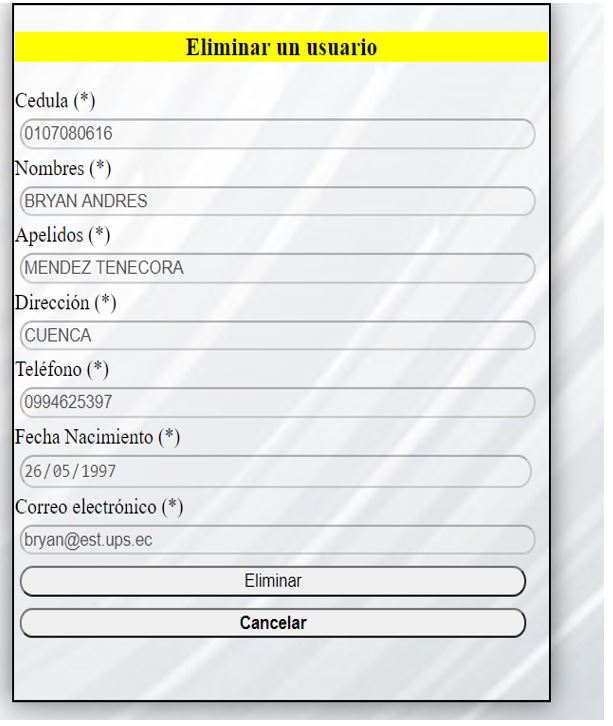 Eliminar un usuario
Cedula (*)
0107080616
Nombres (*)
BRYAN ANDRES
Apelidos (*)
MENDEZ TENECORA
Dirección (*)
CUENCA
Teléfono (*)
0994625397
Fecha Nacimiento (*)
26/05/1997
Correo electrónico (*)
bryan@est.ups.ec
Eliminar
Cancelar